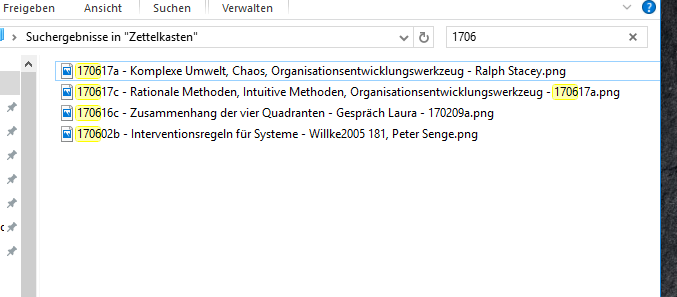 Freigeben Ansicht Suchen Verwalten
Suchergebnisse in "Zettelkasten" 1706
170617a - Komplexe Umwelt, Chaos, Organisationsentwicklungswerkzeug - Ralph Stacey.png
170617c - Rationale Methoden, Intuitive Methoden, Organisationsentwicklungswerkzeug - 170617a.png
170616c - Zusammenhang der vier Quadranten - Gespräch Laura - 170209a.png
170602b - Interventionsregeln für Systeme - Willke2005 181, Peter Senge.png